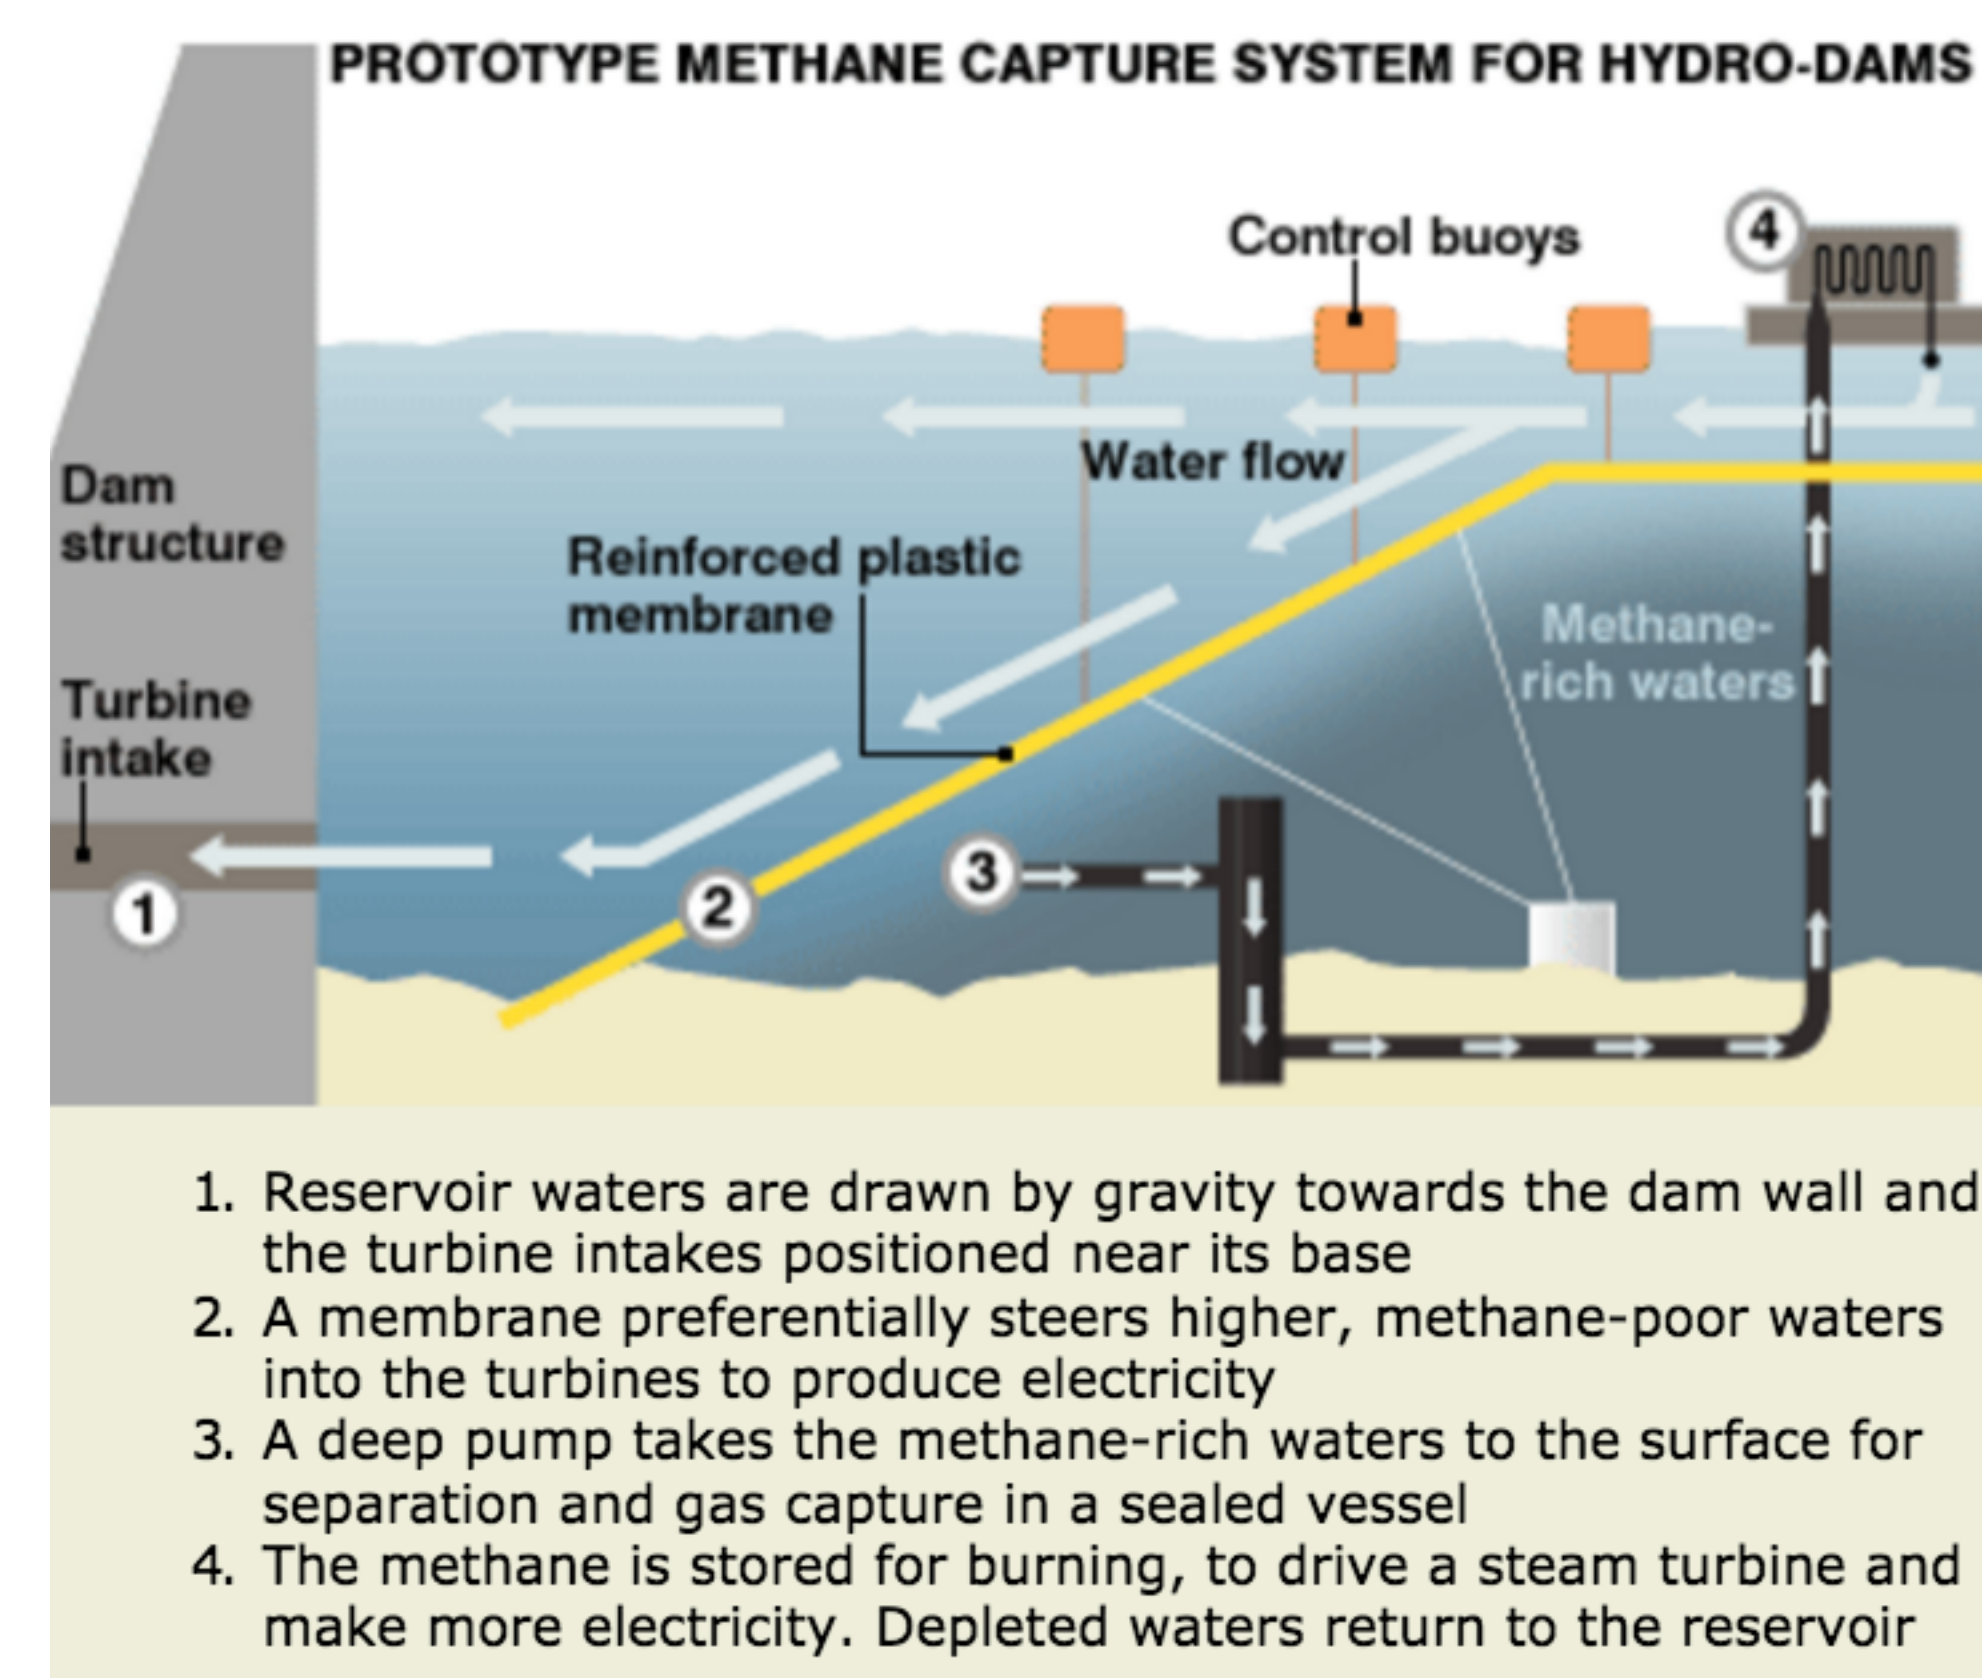 PROTOTYPE METHANE CAPTURE SYSTEM FOR HYDRO-DAMS
4
Control buoys
Water flow
Dam
structure
Reinforced plastic
membrane
Methane-
rich waters
Turbine
intake
3
2
1
1. Reservoir waters are drawn by gravity towards the dam wall and
the turbine intakes positioned near its base
2. A membrane preferentially steers higher, methane-poor waters
into the turbines to produce electricity
3. A deep pump takes the methane-rich waters to the surface for
separation and gas capture in a sealed vessel
4. The methane is stored for burning, to drive a steam turbine and
make more electricity. Depleted waters return to the reservoir